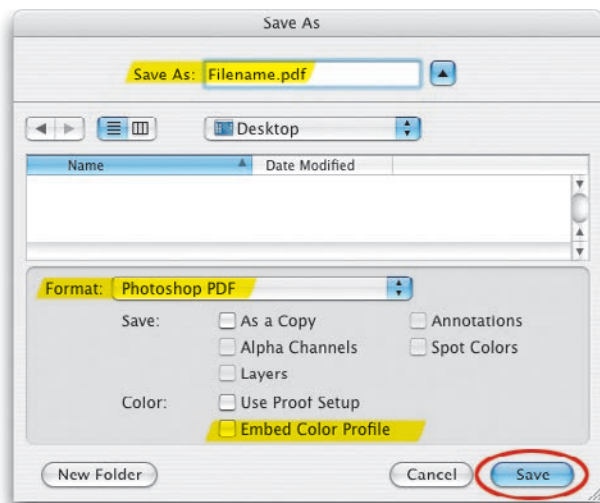 Save As
Save As: Filename.pdf
Desktop
Name Date Modified
Format: Photoshop PDF
Save: As a Copy Annotations
Alpha Channels Spot Colors
Layers
Color: Use Proof Setup
Embed Color Profile
New Folder Cancel Save